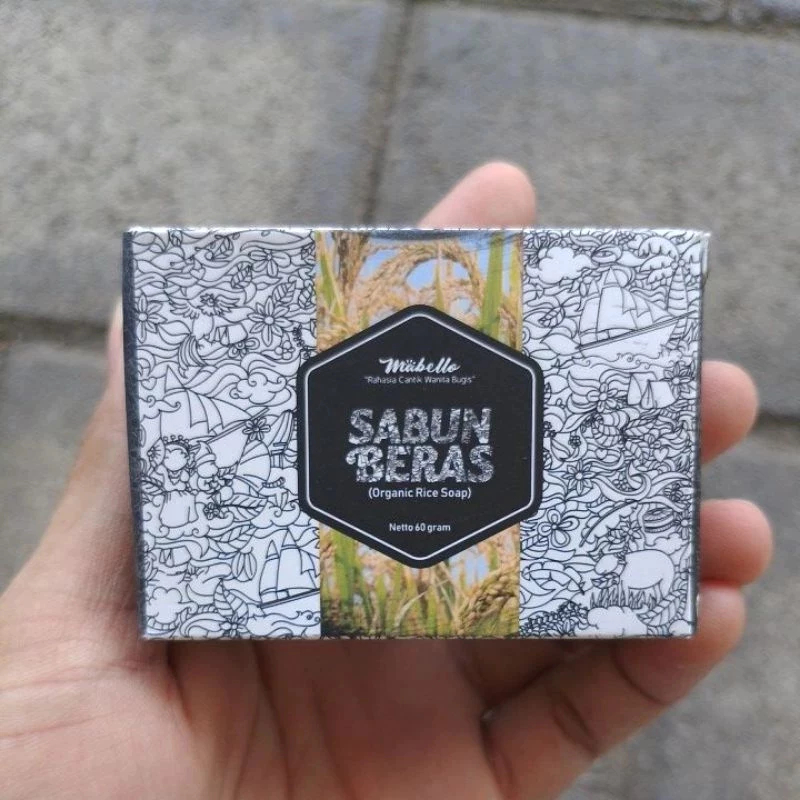 Mabello
"Rahasia Cantik Wanita Bugis"
SABUN
BERAS
(Organic Rice Soap)
Netto 60 gram